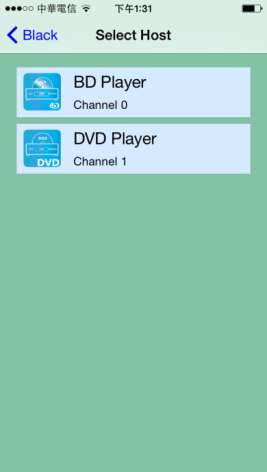 中華電信 下午1:31
Black Select Host
BD Player
Channel 0
DVD
DVD
DVD Player
Channel 1